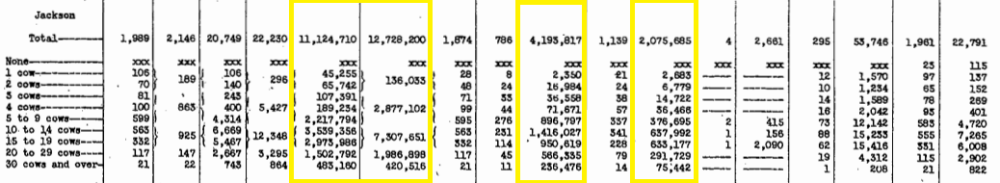 Jackson
Total 1,989 2,146 20,749 22,230 11,124,710 12,728,200 1,874 786 4,193,817 1,139 2,075,685 4 2,661 295 53,746 1,961 22,791
None xxx xxx xxx xxx xxx xxx xxx xxx xxx xxx xxx xxx xxx xxx xxx 23 115
1 cow 106 189 106 296 45,255 136,033 28 8 2,350 21 2,683 12 1,570 97 137
2 cows 70 140 65,742 48 24 16,984 24 6,779 10 1,234 65 152
3 cows 81 863 243 5,427 107,391 2,877,102 71 33 36,558 38 14,722 14 1,589 78 269
4 cows 100 400 189,234 99 44 71,671 57 36,466 16 2,042 93 401
5 to 9 cows 599 4,314 2,217,794 595 276 896,797 337 376,695 2 415 73 12,142 583 4,720
10 to 14 cows 563 925 6,669 12,348 3,539,358 7,307,651 563 231 1,416,027 341 637,992 1 156 88 15,233 555 7,265
15 to 19 cows 332 5,467 2,973,986 332 114 950,619 228 633,177 1 2,090 62 15,416 331 6,008
20 to 29 cows 117 147 2,667 3,295 1,502,792 1,986,898 117 45 566,335 79 291,729 19 4,312 115 2,902
30 cows and over 21 22 743 864 483,160 420,516 21 11 236,476 14 75,442 1 208 21 822